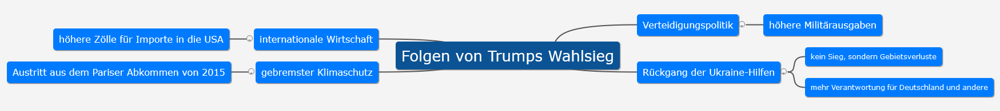 Folgen von Trumps Wahlsieg
internationale Wirtschaft
höhere Zölle für Importe in die USA
gebremster Klimaschutz
Austritt aus dem Pariser Abkommen von 2015
Verteidigungspolitik
höhere Militärausgaben
Rückgang der Ukraine-Hilfen
kein Sieg, sondern Gebietsverluste
mehr Verantwortung für Deutschland und andere